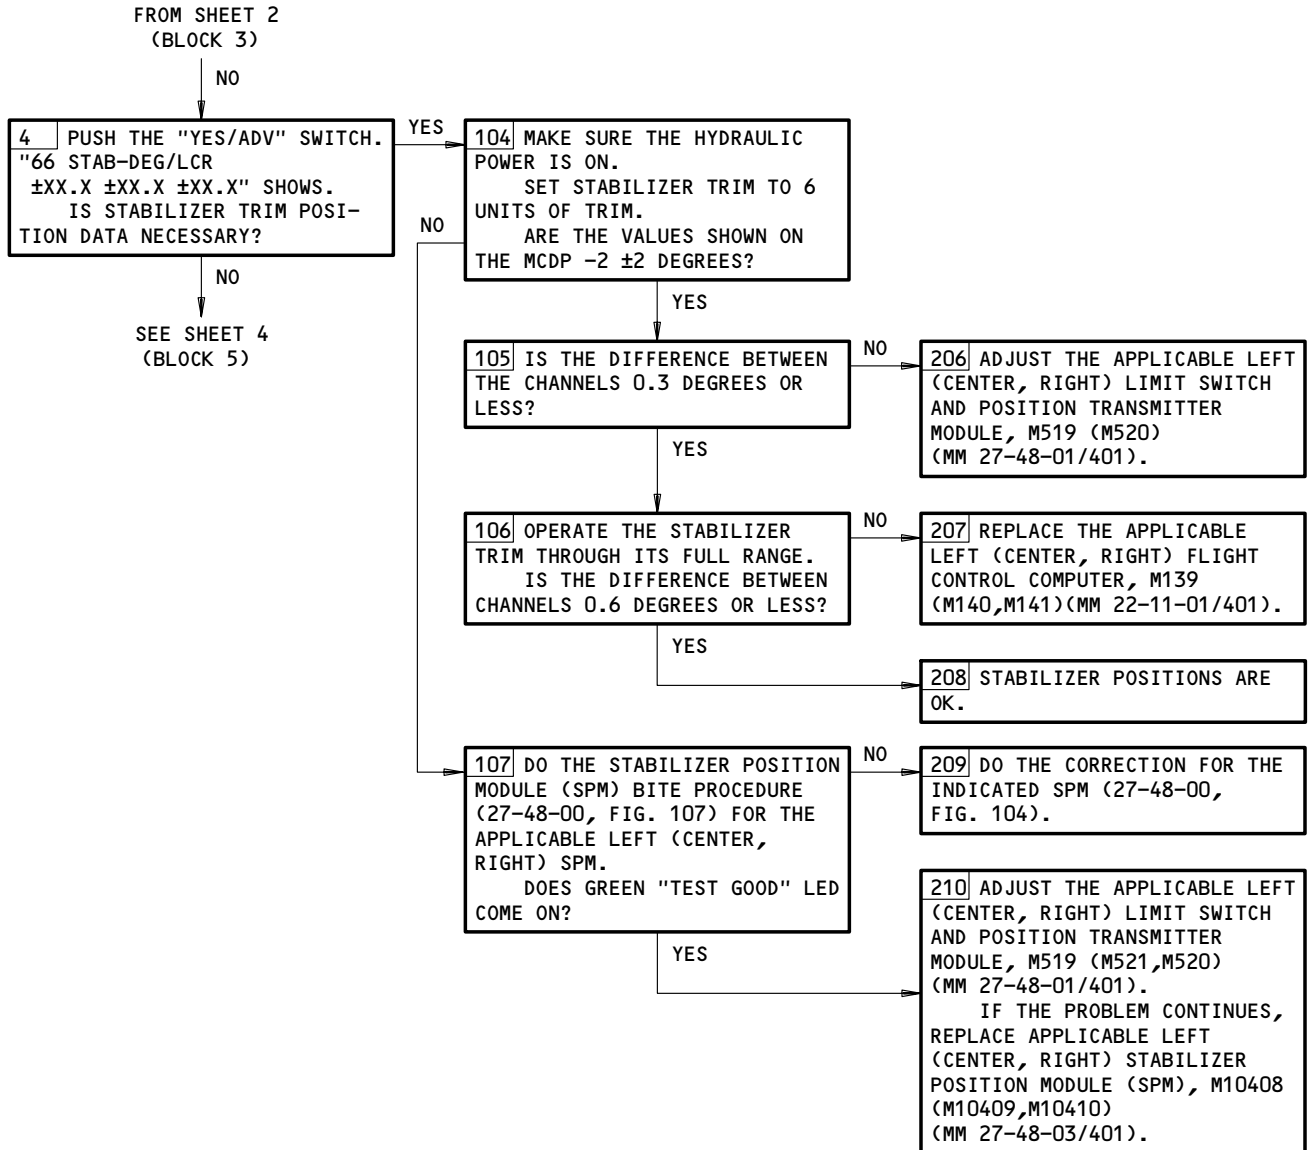 FROM SHEET 2
(BLOCK 3)
NO
4 PUSH THE "YES/ADV" SWITCH.
"66 STAB-DEG/LCR
±XX.X ±XX.X ±XX.X" SHOWS.
IS STABILIZER TRIM POSI-
TION DATA NECESSARY?
YES
NO
SEE SHEET 4
(BLOCK 5)
104 MAKE SURE THE HYDRAULIC
POWER IS ON.
SET STABILIZER TRIM TO 6
UNITS OF TRIM.
ARE THE VALUES SHOWN ON
THE MCDP -2 ±2 DEGREES?
NO
YES
105 IS THE DIFFERENCE BETWEEN
THE CHANNELS 0.3 DEGREES OR
LESS?
NO
YES
206 ADJUST THE APPLICABLE LEFT
(CENTER, RIGHT) LIMIT SWITCH
AND POSITION TRANSMITTER
MODULE, M519 (M520)
(MM 27-48-01/401).
106 OPERATE THE STABILIZER
TRIM THROUGH ITS FULL RANGE.
IS THE DIFFERENCE BETWEEN
CHANNELS 0.6 DEGREES OR LESS?
NO
YES
207 REPLACE THE APPLICABLE
LEFT (CENTER, RIGHT) FLIGHT
CONTROL COMPUTER, M139
(M140,M141)(MM 22-11-01/401).
208 STABILIZER POSITIONS ARE
OK.
107 DO THE STABILIZER POSITION
MODULE (SPM) BITE PROCEDURE
(27-48-00, FIG. 107) FOR THE
APPLICABLE LEFT (CENTER,
RIGHT) SPM.
DOES GREEN "TEST GOOD" LED
COME ON?
NO
YES
209 DO THE CORRECTION FOR THE
INDICATED SPM (27-48-00,
FIG. 104).
210 ADJUST THE APPLICABLE LEFT
(CENTER, RIGHT) LIMIT SWITCH
AND POSITION TRANSMITTER
MODULE, M519 (M521,M520)
(MM 27-48-01/401).
IF THE PROBLEM CONTINUES,
REPLACE APPLICABLE LEFT
(CENTER, RIGHT) STABILIZER
POSITION MODULE (SPM), M10408
(M10409,M10410)
(MM 27-48-03/401).